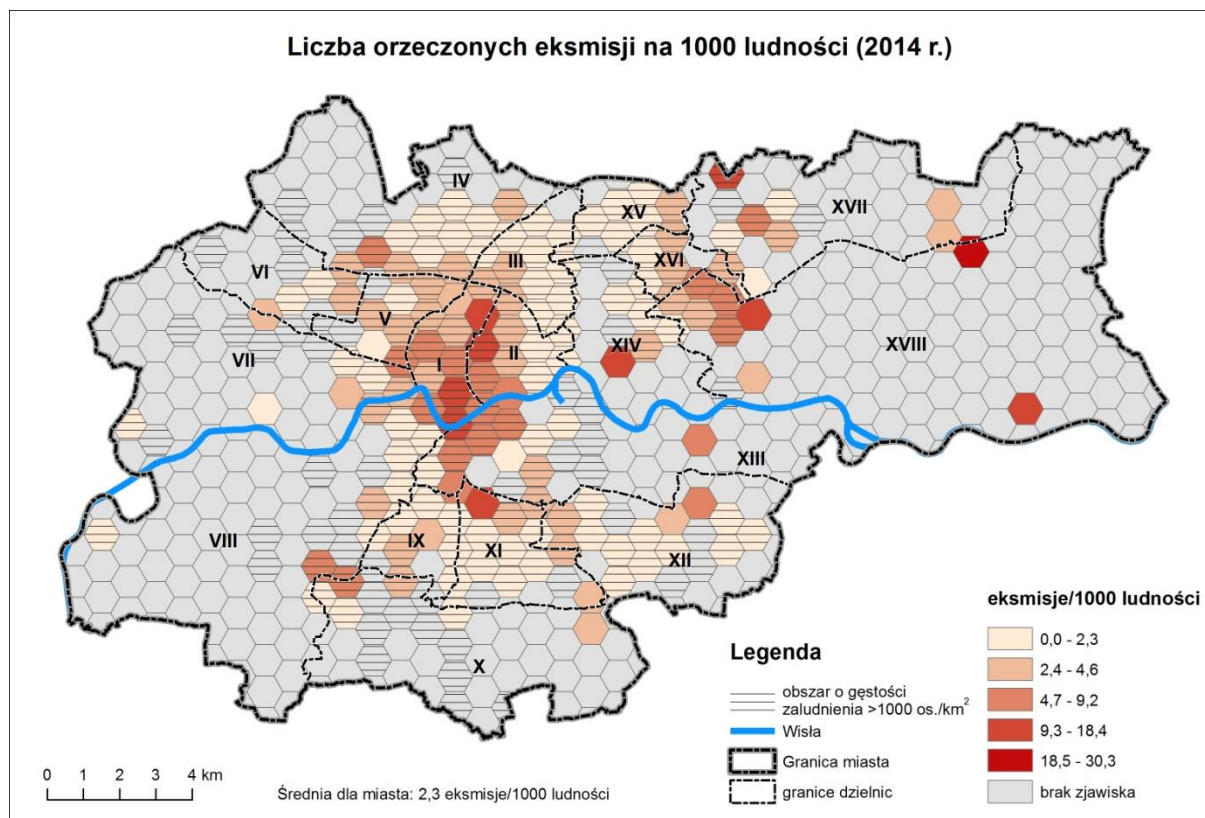 Liczba orzeczonych eksmisji na 1000 ludności (2014 r.)
IV
XV
XVII
VI
III
XVI
V
VII
I
II
XIV
XVIII
XIII
VIII
IX
XI
XII
X
Legenda
obszar o gęstości
zaludnienia >1000 os./km²
Wisła
Granica miasta
granice dzielnic
eksmisje/1000 ludności
0,0 - 2,3
2,4 - 4,6
4,7 - 9,2
9,3 - 18,4
18,5 - 30,3
brak zjawiska
0 1 2 3 4 km
Średnia dla miasta: 2,3 eksmisje/1000 ludności